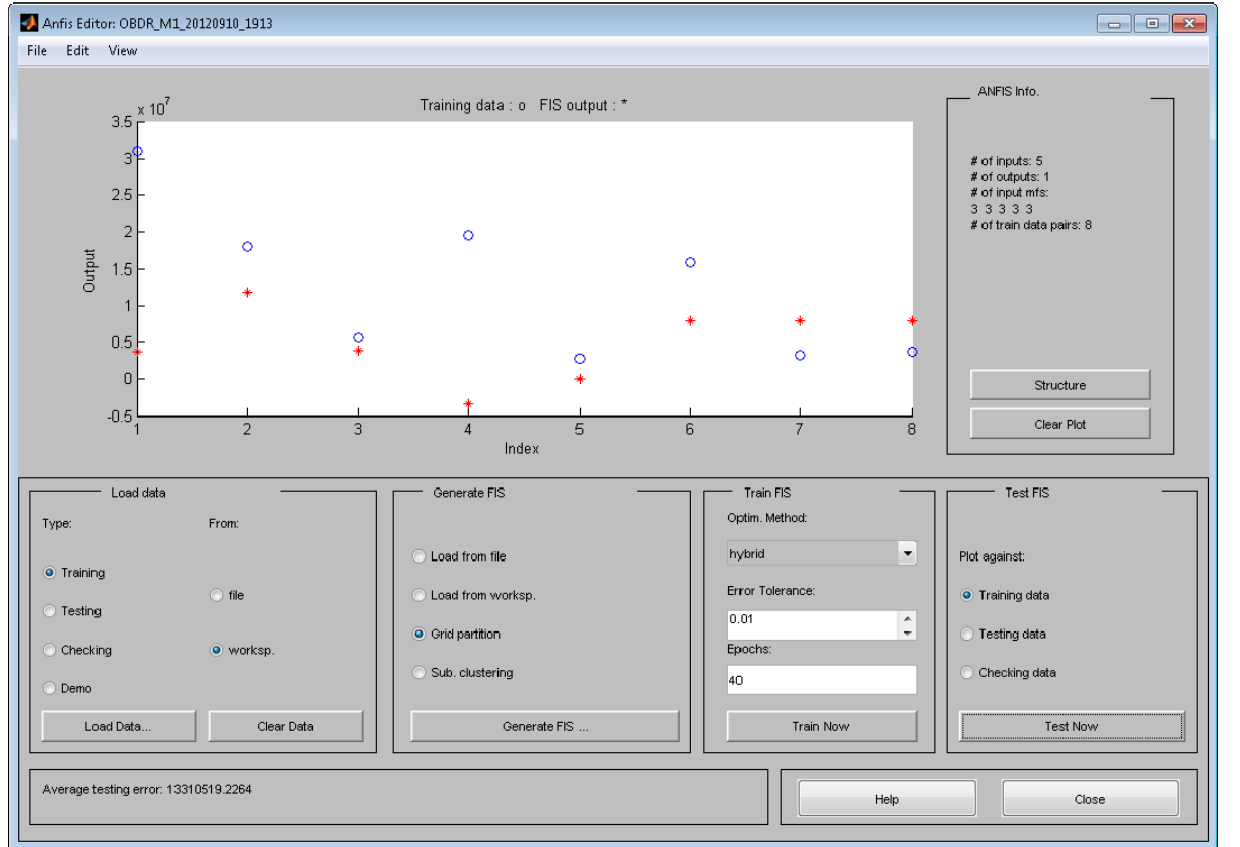 Anfis Editor: OBDR_M1_20120910_1913
File Edit View
x 10^7
Training data : o FIS output : *
3.5
3
2.5
2
1.5
1
0.5
0
-0.5
Output
1 2 3 4 5 6 7 8
Index
ANFIS Info.
# of inputs: 5
# of outputs: 1
# of input mfs:
3 3 3 3 3
# of train data pairs: 8
Structure
Clear Plot
Load data
Type:
From:
Training
Testing
Checking
Demo
file
worksp.
Load Data...
Clear Data
Generate FIS
Load from file
Load from worksp.
Grid partition
Sub. clustering
Generate FIS ...
Train FIS
Optim. Method:
hybrid
Error Tolerance:
0.01
Epochs:
40
Train Now
Test FIS
Plot against:
Training data
Testing data
Checking data
Test Now
Average testing error: 13310519.2264
Help
Close